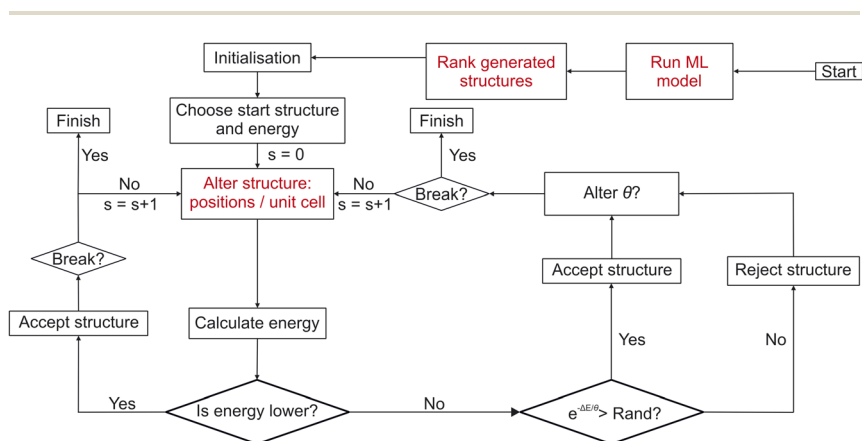 Start
Run ML
model
Rank generated
structures
Initialisation
Choose start structure
and energy
s = 0
Alter structure:
positions / unit cell
Calculate energy
Is energy lower?
Yes
Accept structure
Break?
Yes
Finish
No
s = s+1
No
e^-ΔE/θ > Rand?
Yes
Accept structure
No
Reject structure
Alter θ?
Break?
Yes
Finish
No
s = s+1